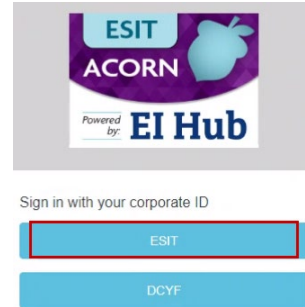 ESIT
ACORN
Powered
by:
EI Hub
Sign in with your corporate ID
ESIT
DCYF